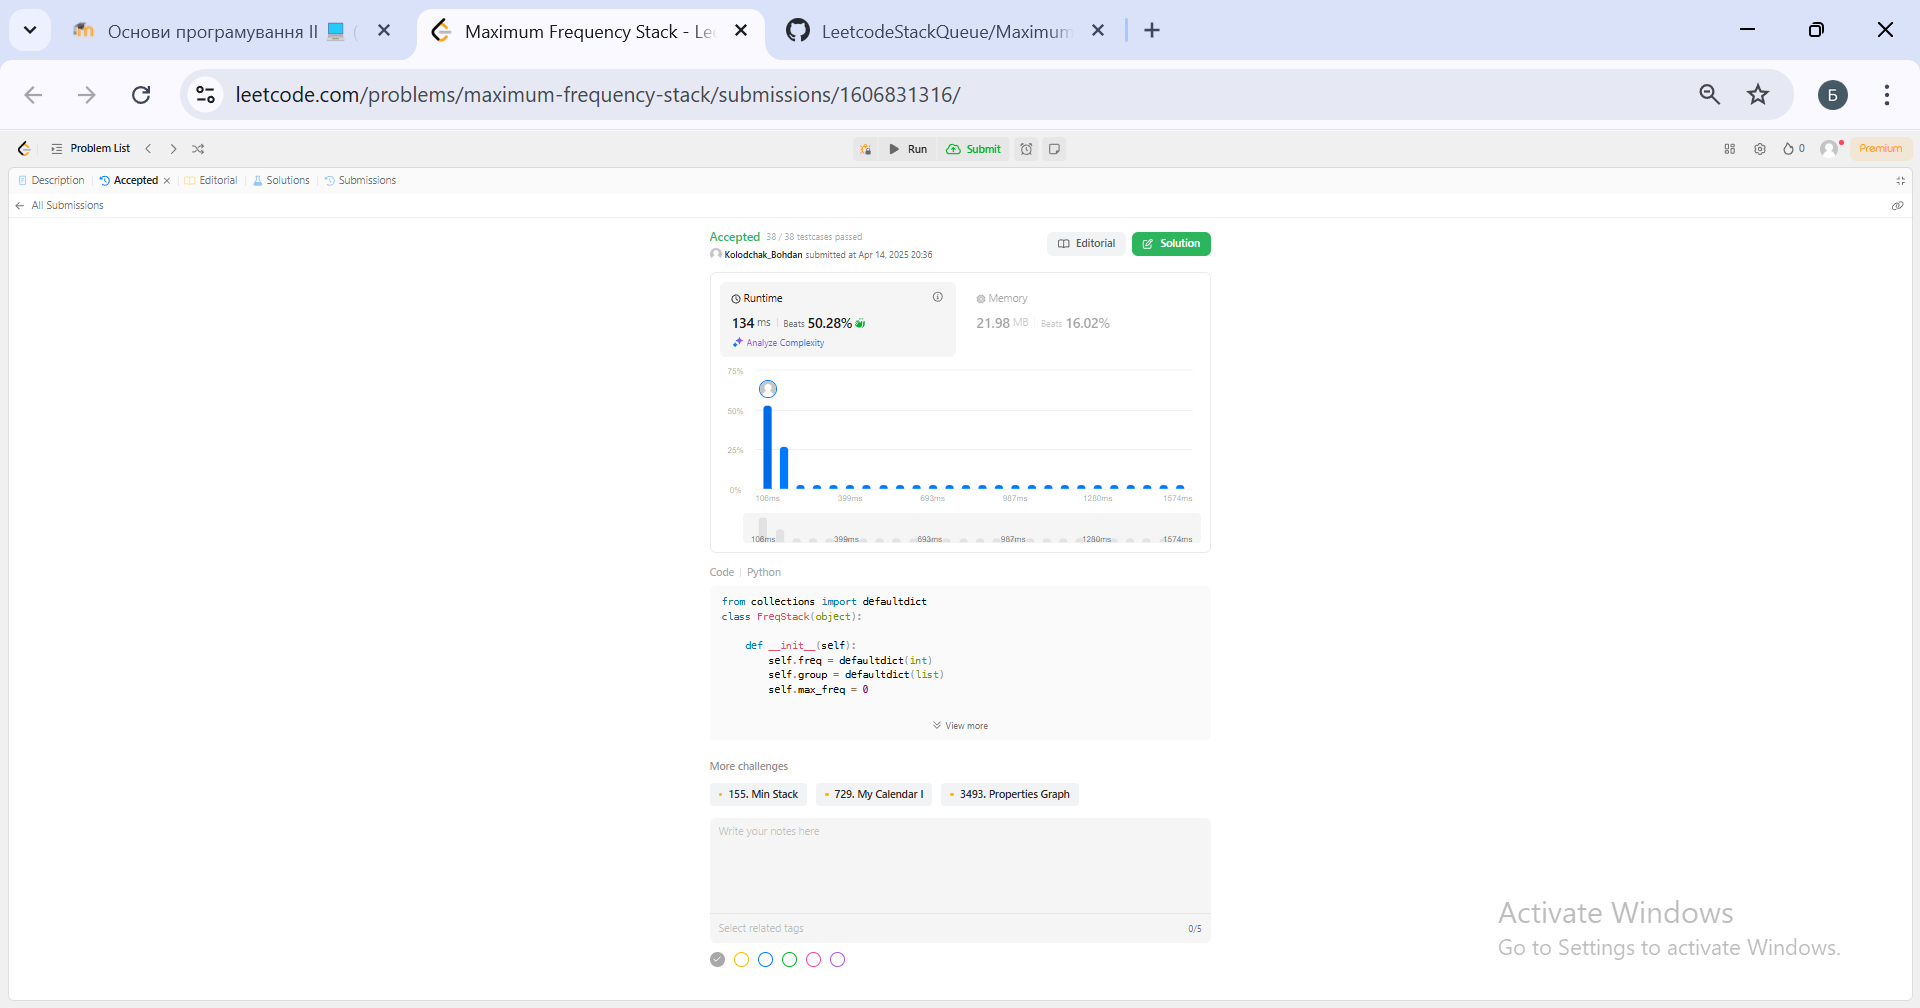 Основи програмування II
Maximum Frequency Stack - Le
LeetcodeStackQueue/Maximum
leetcode.com/problems/maximum-frequency-stack/submissions/1606831316/
Б
Problem List
Run
Submit
0
Premium
Description
Accepted
Editorial
Solutions
Submissions
All Submissions
Accepted 38 / 38 testcases passed
Kolodchak_Bohdan submitted at Apr 14, 2025 20:36
Editorial
Solution
Runtime
134 ms Beats 50.28%
Analyze Complexity
Memory
21.98 MB Beats 16.02%
75%
50%
25%
0%
106ms 399ms 693ms 987ms 1280ms 1574ms
106ms 399ms 693ms 987ms 1280ms 1574ms
Code | Python
from collections import defaultdict
class FreqStack(object):
def __init__(self):
self.freq = defaultdict(int)
self.group = defaultdict(list)
self.max_freq = 0
View more
More challenges
155. Min Stack
729. My Calendar I
3493. Properties Graph
Write your notes here
Select related tags
0/5
Activate Windows
Go to Settings to activate Windows.